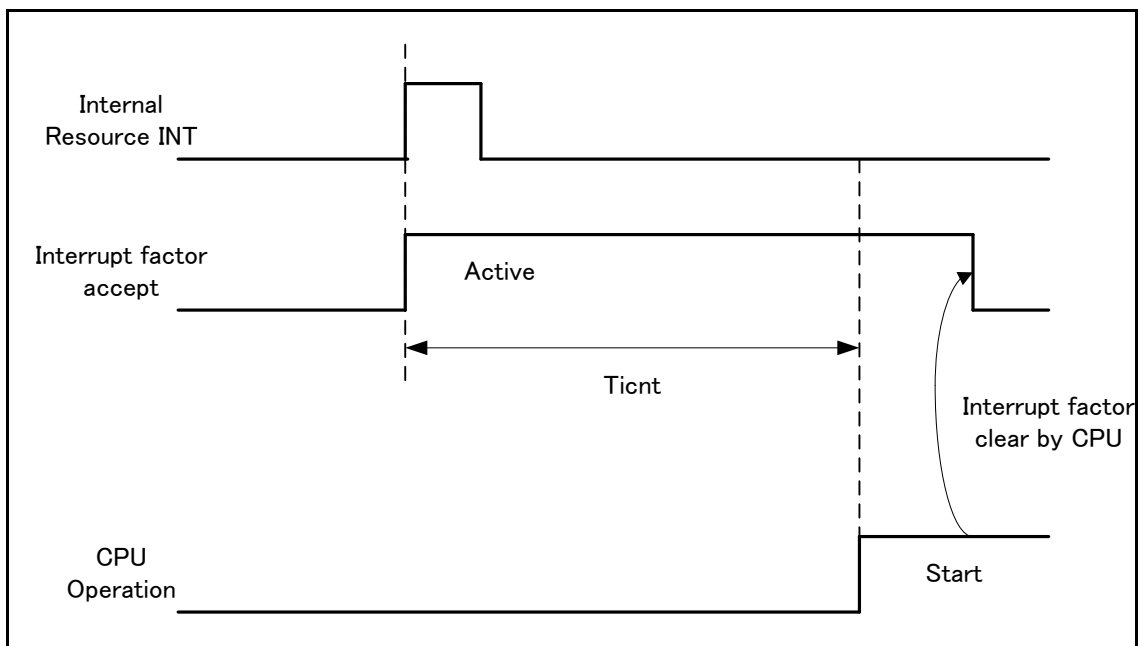 Internal
Resource INT
Interrupt factor
accept
Active
Ticnt
Interrupt factor
clear by CPU
CPU
Operation
Start